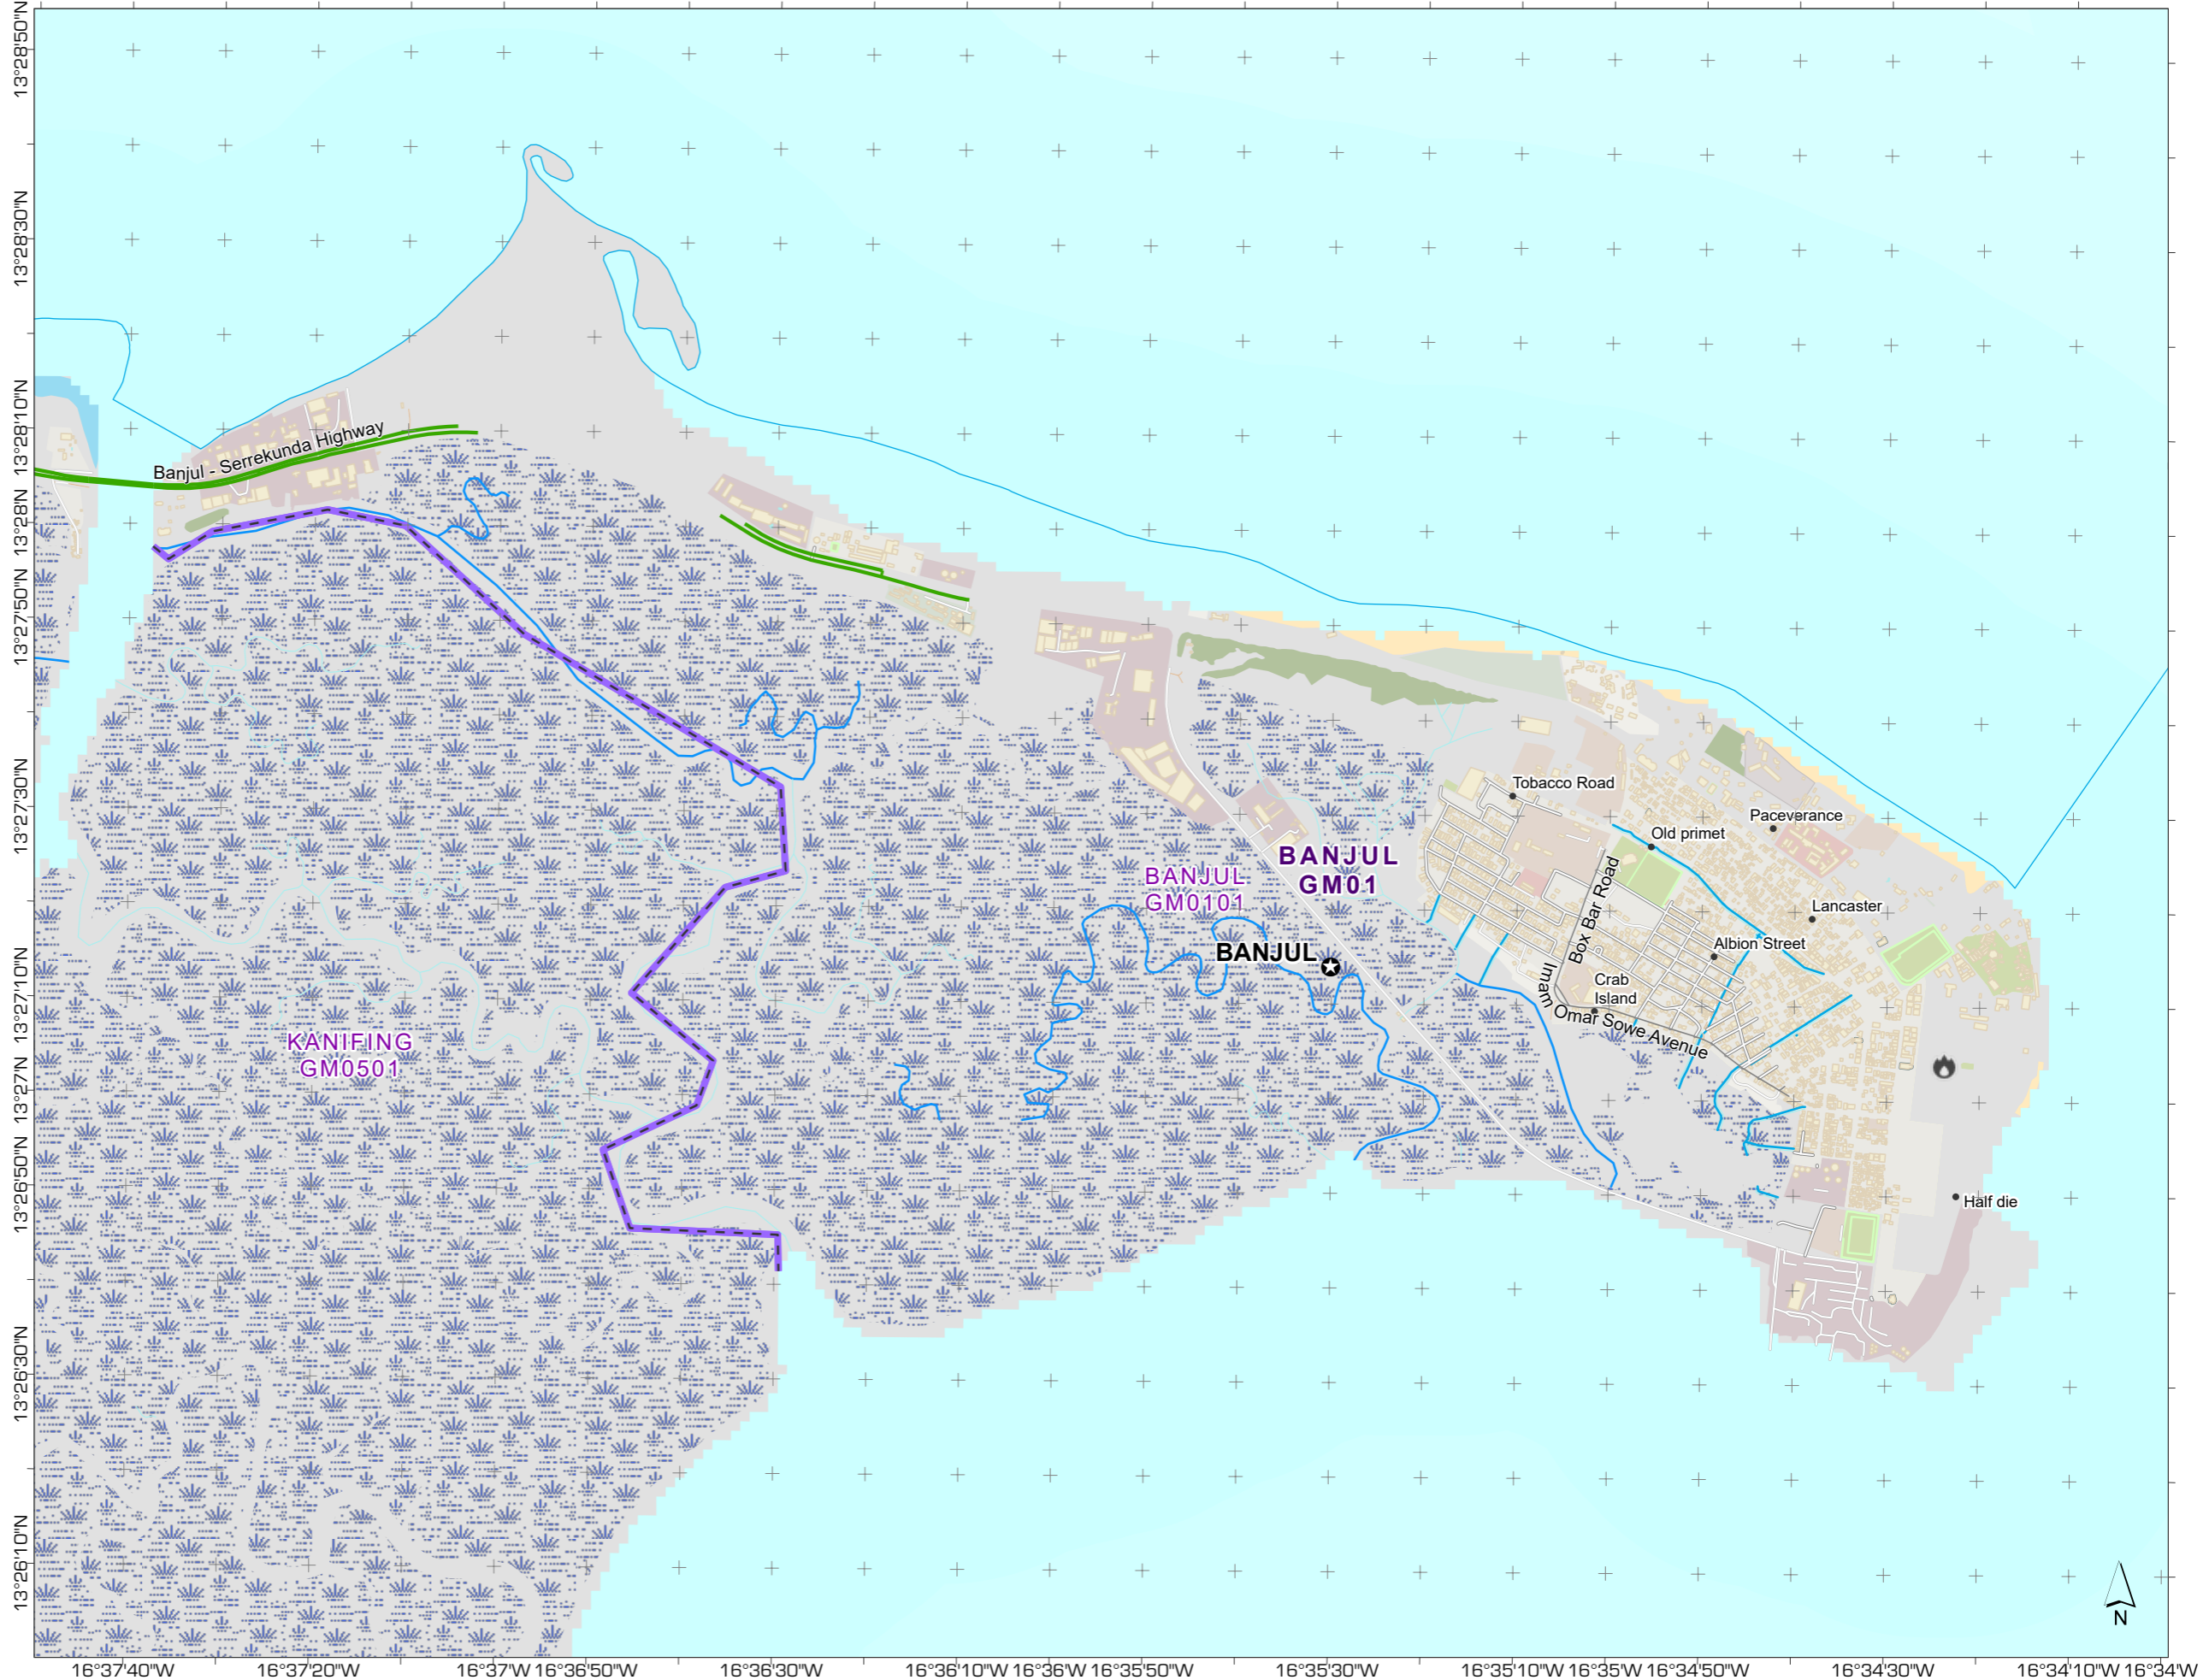 13°28'50"N
13°28'30"N
13°28'10"N
13°28'N
13°27'50"N
13°27'30"N
13°27'10"N
13°27'N
13°26'50"N
13°26'30"N
13°26'10"N
Banjul - Serrekunda Highway
Tobacco Road
Old primet
Paceverance
BANJUL
GM01
BANJUL
GM0101
BANJUL
Box Bar Road
Lancaster
Albion Street
Crab
Island
Imam
Omar Sowe Avenue
KANIFING
GM0501
Half die
N
16°37'40"W
16°37'20"W
16°37'W
16°36'50"W
16°36'30"W
16°36'10"W
16°36'W
16°35'50"W
16°35'30"W
16°35'10"W
16°35'W
16°34'50"W
16°34'30"W
16°34'10"W
16°34'W